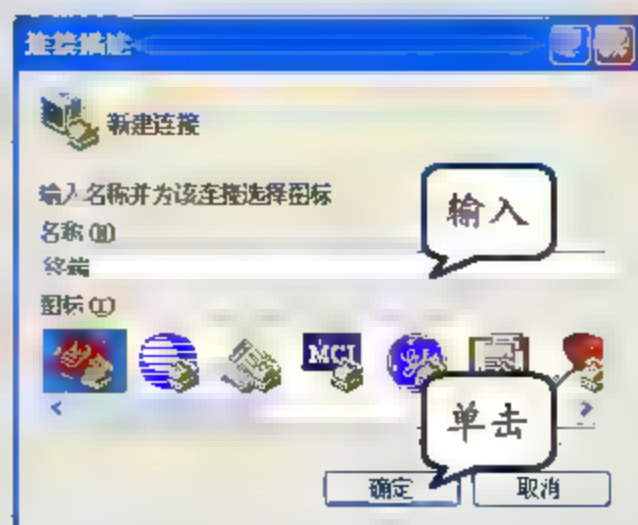 连接描述
新建连接
输入名称并为该连接选择图标
输入
名称(N)
终端
图标(I)
MCI
单击
确定
取消